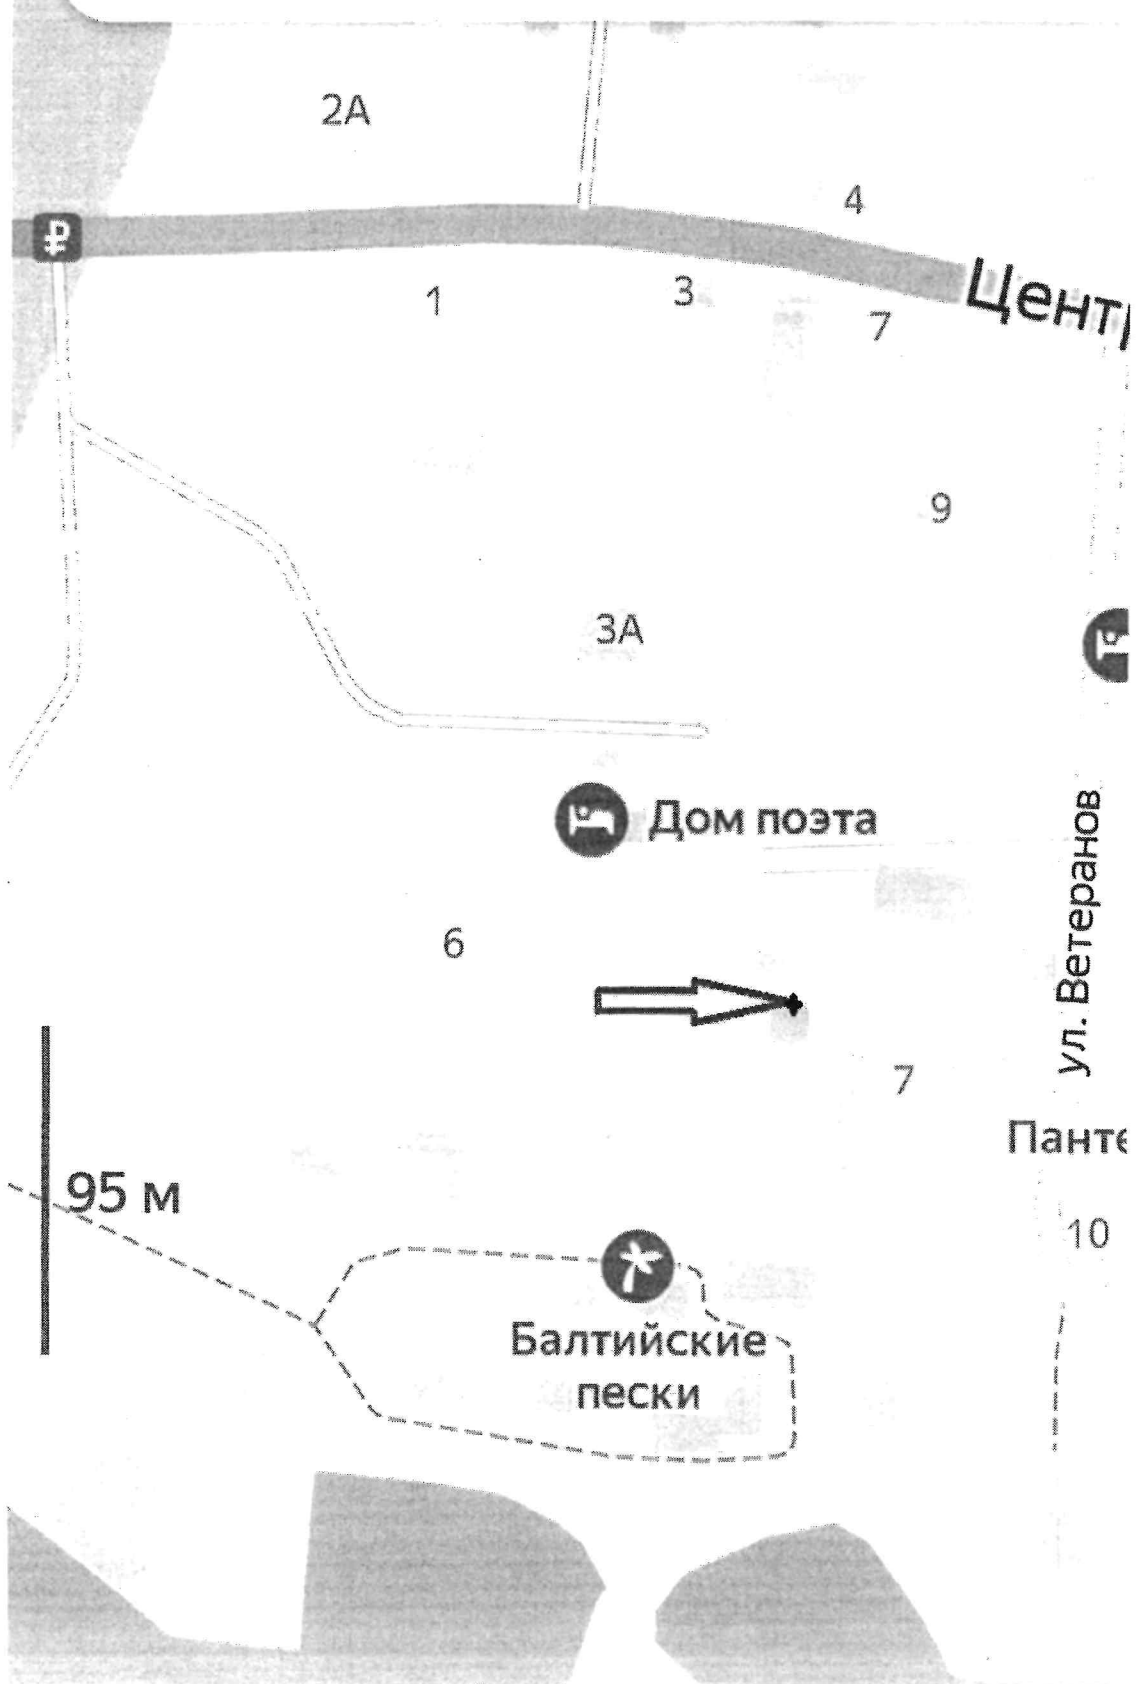 2А
4
₽
Цент
1
3
7
9
3А
Дом поэта
ул. Ветеранов
6
7
Панте
95 м
10
Балтийские
пески